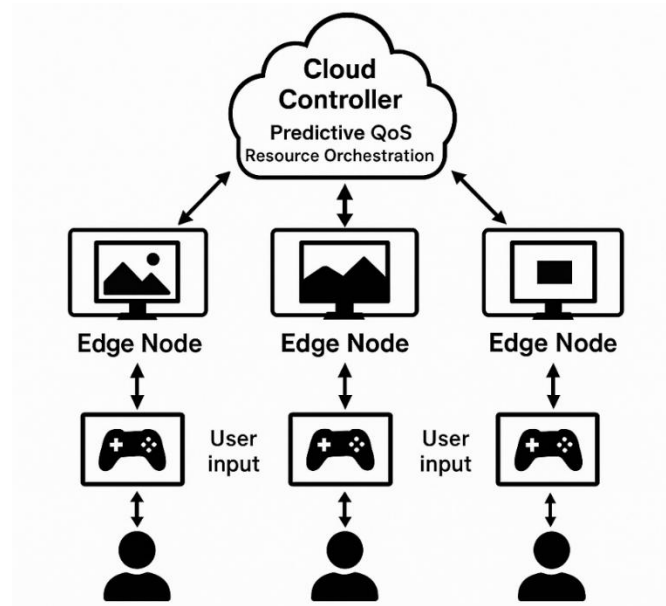 Cloud
Controller
Predictive QoS
Resource Orchestration
Edge Node
Edge Node
Edge Node
User
input
User
input